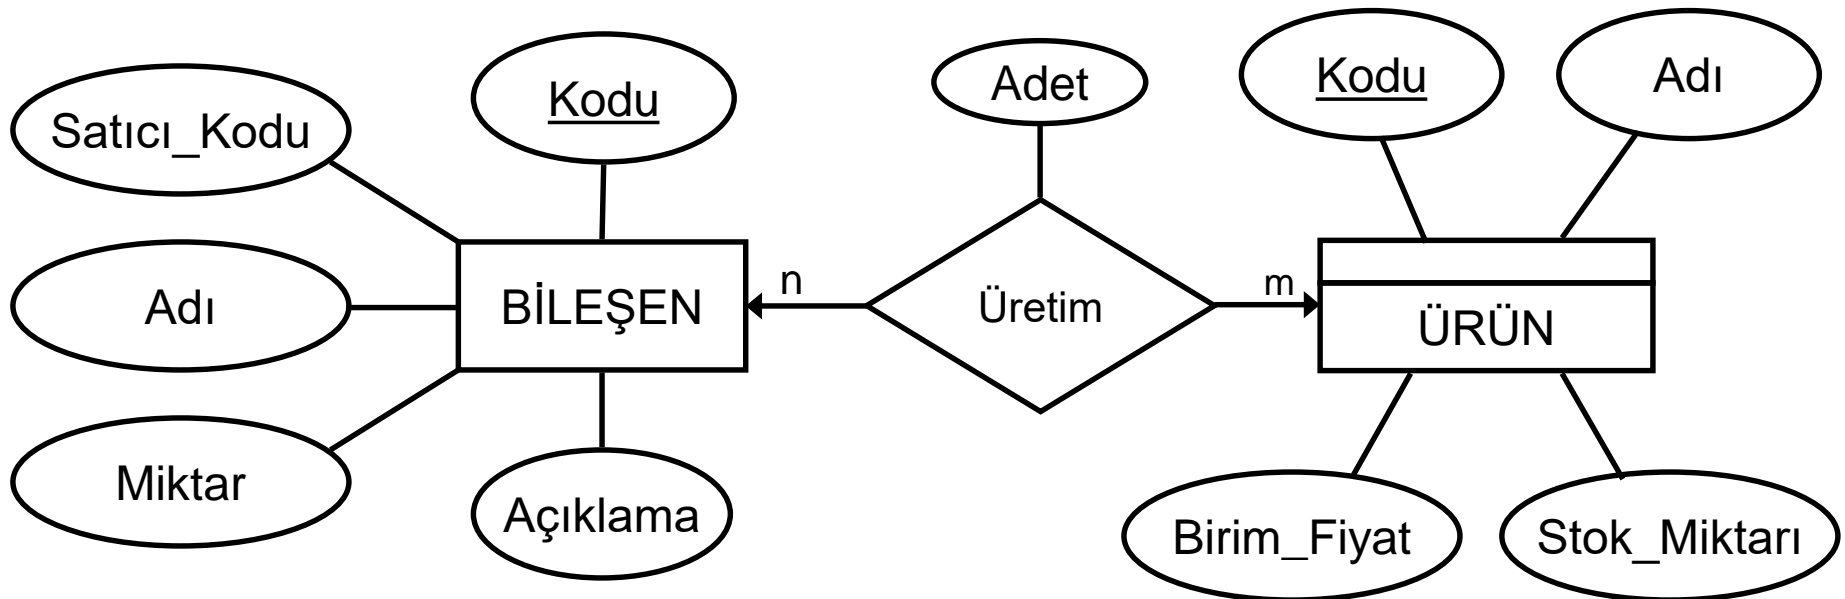 Satıcı_Kodu
Kodu
Adet
Kodu
Adı
Adı
BİLEŞEN
n
Üretim
m
ÜRÜN
Miktar
Açıklama
Birim_Fiyat
Stok_Miktarı